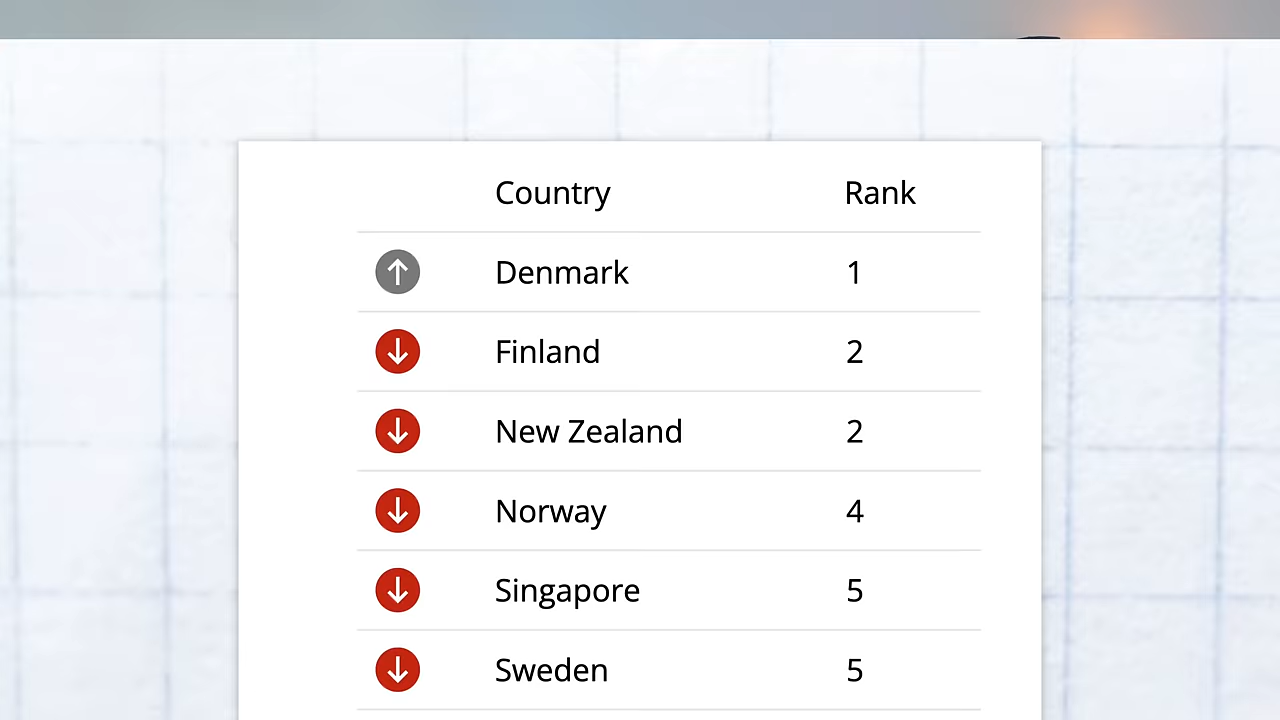 Country Rank
Denmark 1
Finland 2
New Zealand 2
Norway 4
Singapore 5
Sweden 5